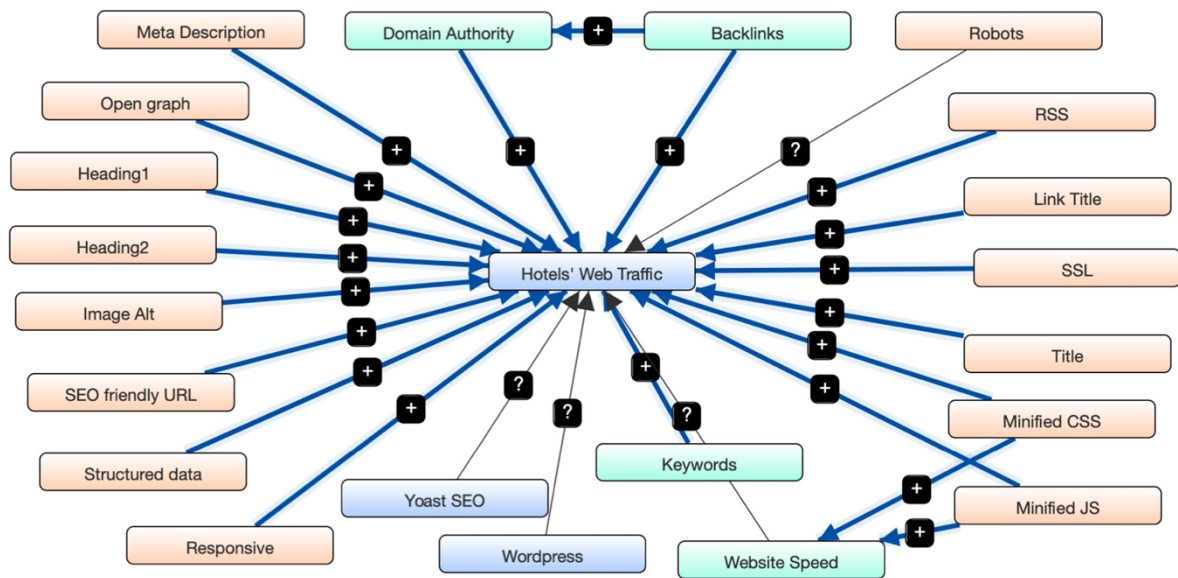 Meta Description
Domain Authority
+
Backlinks
Robots
Open graph
RSS
+
+
+
?
+
Heading1
Link Title
+
+
+
Heading2
+
Hotels' Web Traffic
+
SSL
Image Alt
+
+
+
+
Title
SEO friendly URL
+
?
+
+
Minified CSS
+
?
?
Structured data
Keywords
Yoast SEO
+
Minified JS
Responsive
Wordpress
Website Speed
+